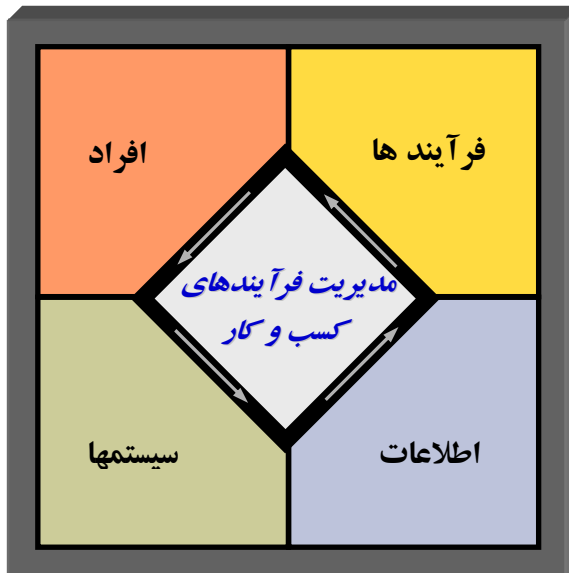 فرآیند ها
افراد
مدیریت فرآیندهای
کسب و کار
اطلاعات
سیستمها